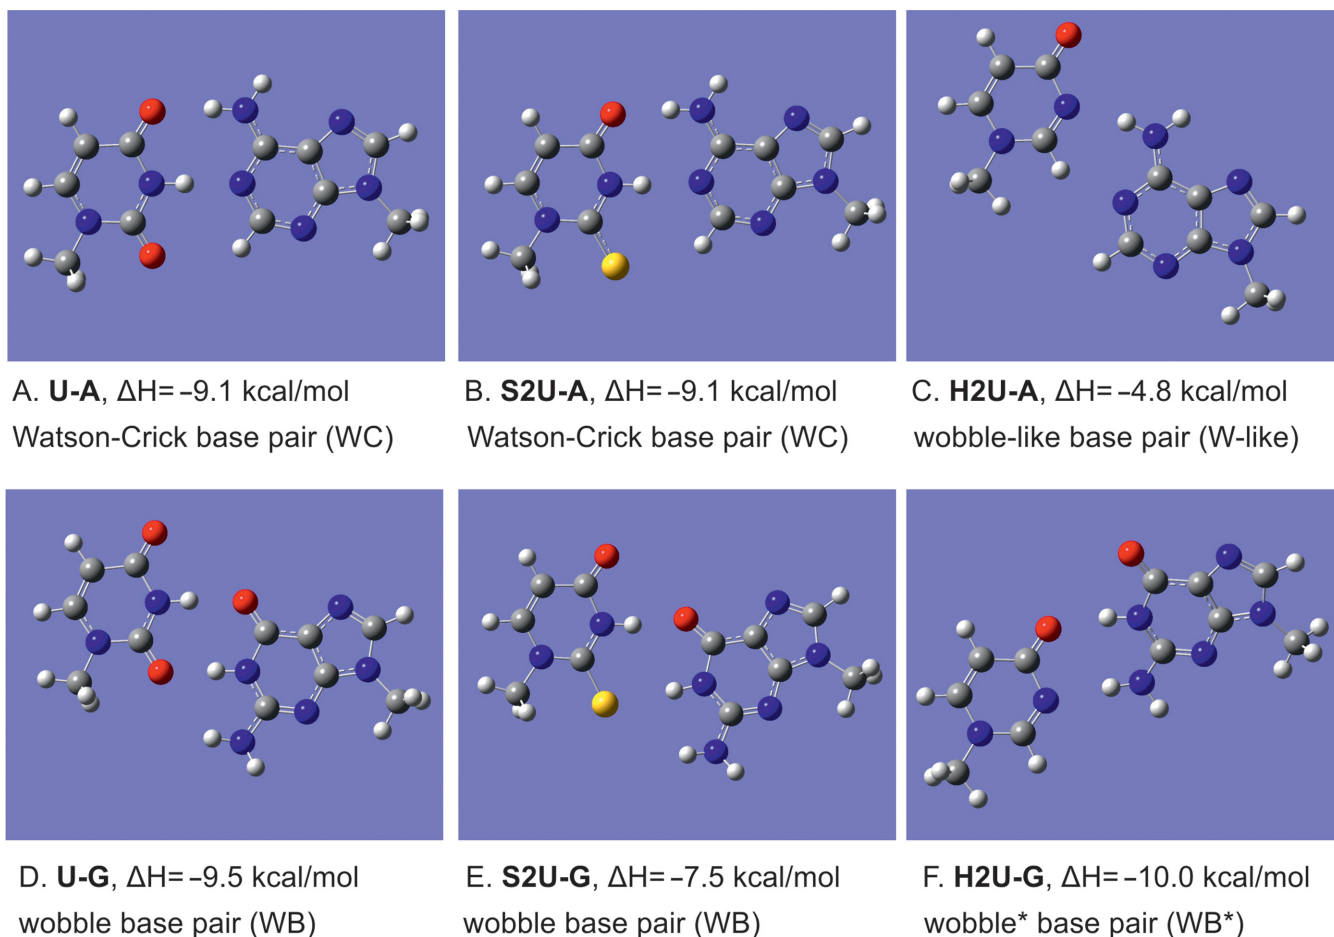 A. U-A, ΔH= –9.1 kcal/mol
Watson-Crick base pair (WC)
B. S2U-A, ΔH= –9.1 kcal/mol
Watson-Crick base pair (WC)
C. H2U-A, ΔH= –4.8 kcal/mol
wobble-like base pair (W-like)
D. U-G, ΔH= –9.5 kcal/mol
wobble base pair (WB)
E. S2U-G, ΔH= –7.5 kcal/mol
wobble base pair (WB)
F. H2U-G, ΔH= –10.0 kcal/mol
wobble* base pair (WB*)